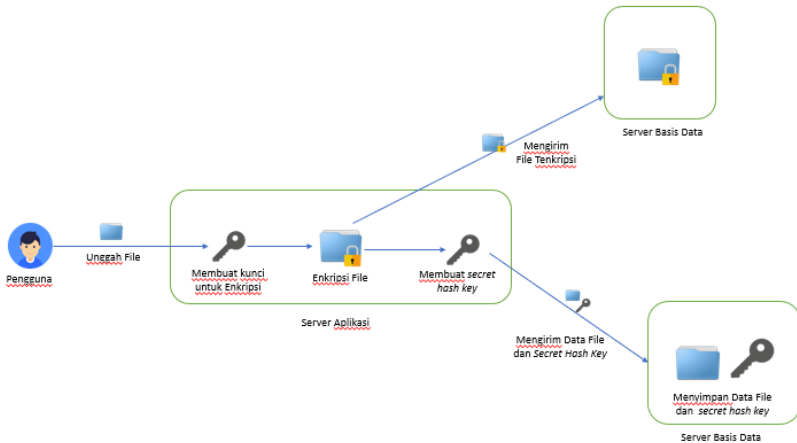 Server Basis Data
Mengirim
File Tenkripsi
Pengguna
Unggah File
Membuat kunci
untuk Enkripsi
Enkripsi File
Membuat secret
hash key
Server Aplikasi
Mengirim Data File
dan Secret Hash Key
Menyimpan Data File
dan secret hash key
Server Basis Data